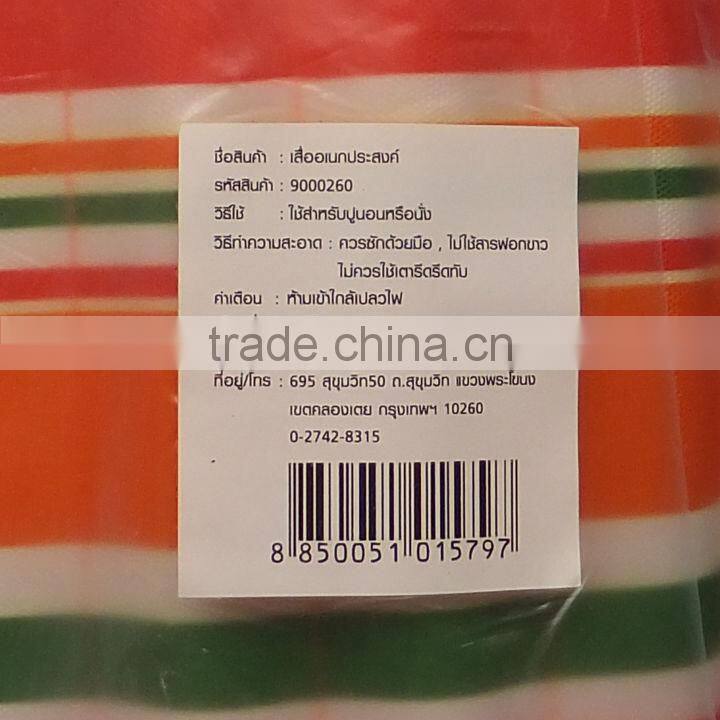 ชื่อสินค้า : เสื่ออเนกประสงค์
รหัสสินค้า : 9000260
วิธีใช้ : ใช้สำหรับปูนอนหรือนั่ง
วิธีทำความสะอาด : ควรซักด้วยมือ , ไม่ใช้สารฟอกขาว
ไม่ควรใช้เตารีดรีดทับ
คำเตือน : ห้ามเข้าใกล้เปลวไฟ
trade.china.cn
ที่อยู่/โทร : 695 สุขุมวิท50 ถ.สุขุมวิท แขวงพระโขนง
เขตคลองเตย กรุงเทพฯ 10260
0-2742-8315
8 850051 015797